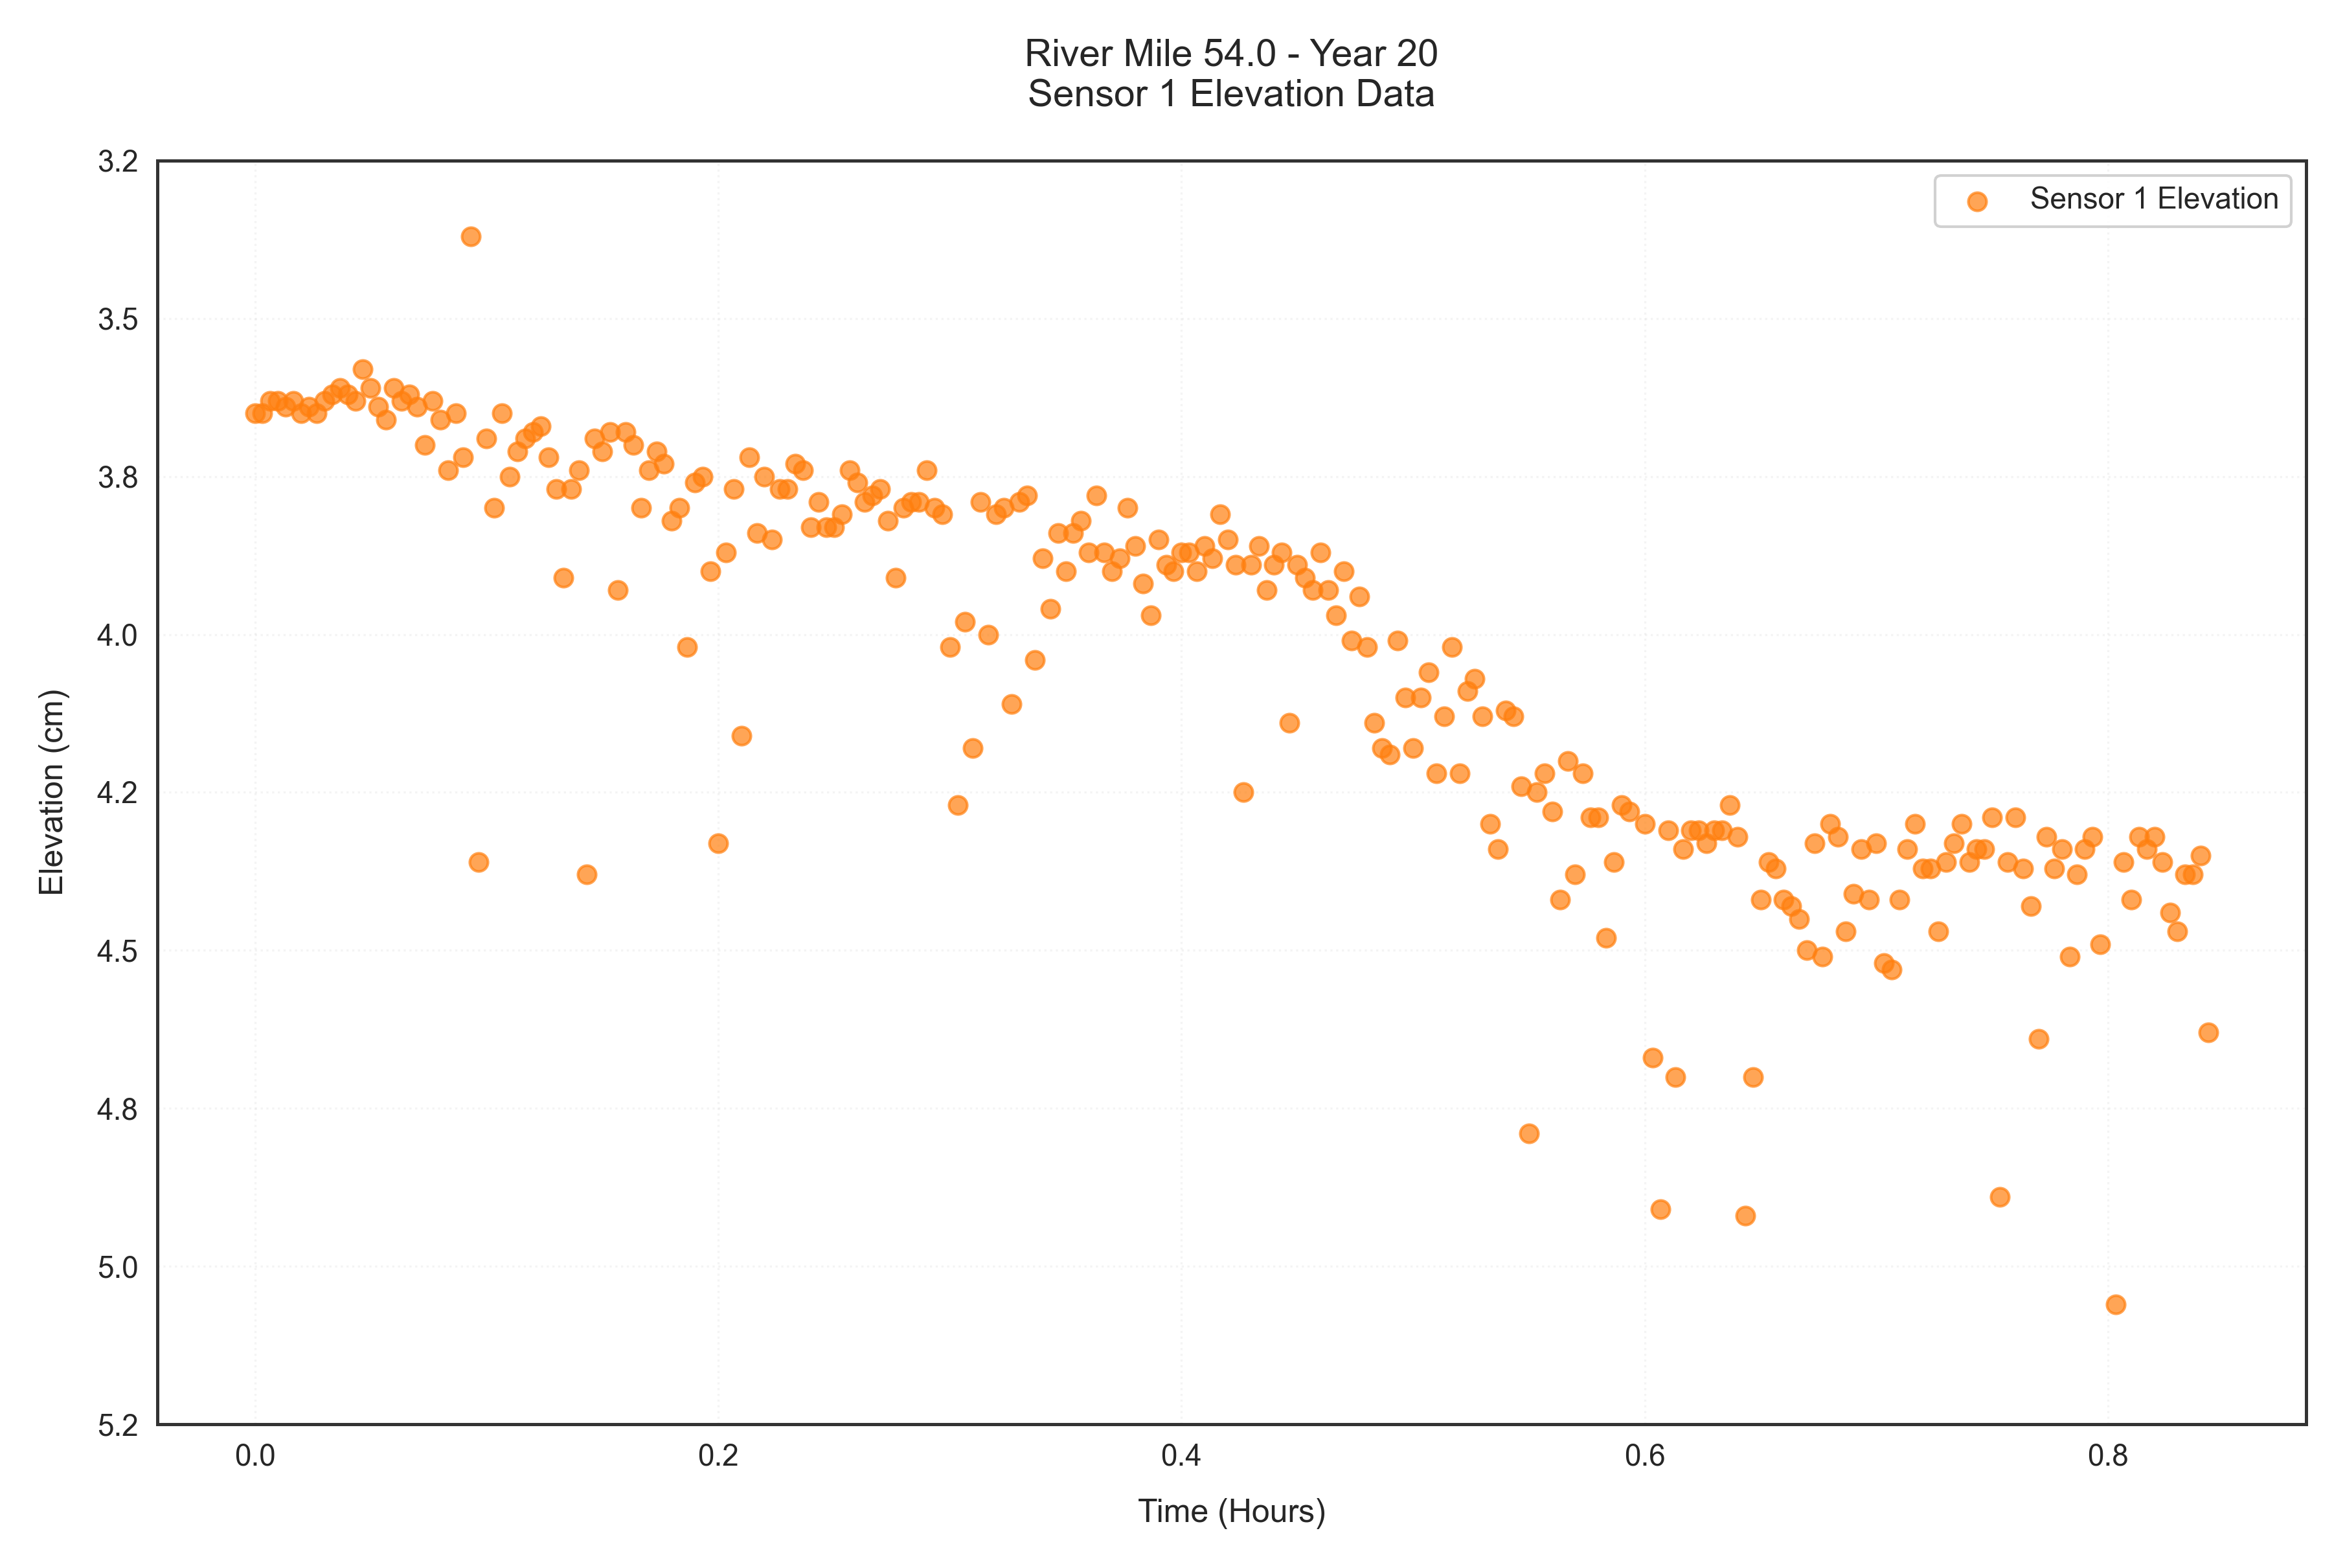 River Mile 54.0 - Year 20
Sensor 1 Elevation Data
Sensor 1 Elevation
3.2
3.5
3.8
4.0
4.2
4.5
4.8
5.0
5.2
Elevation (cm)
0.0 0.2 0.4 0.6 0.8
Time (Hours)